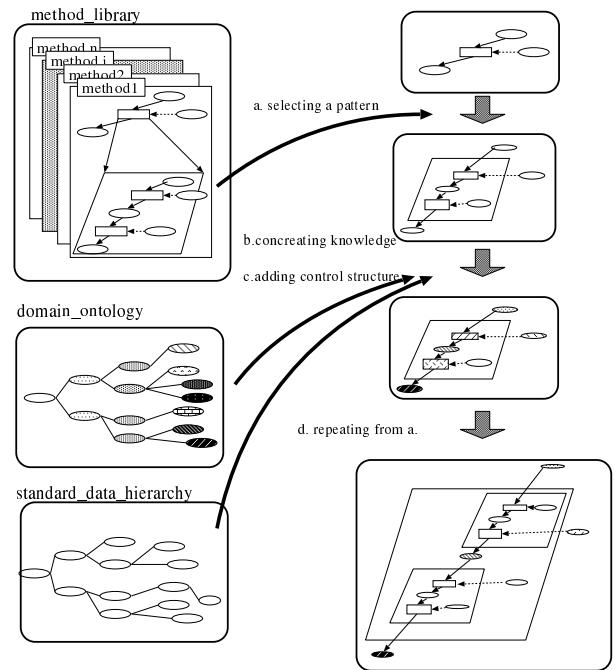 method_library
method n
method i
method2
method1
a. selecting a pattern
b.concreating knowledge
c.adding control structure
domain_ontology
d. repeating from a.
standard_data_hierarchy